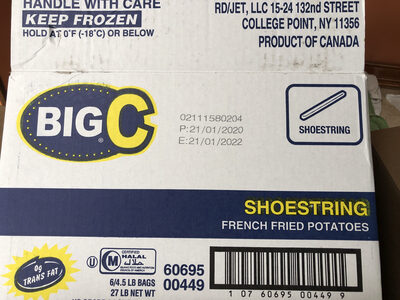 HANDLE WITH CARE
KEEP FROZEN
HOLD AT 0°F (-18°C) OR BELOW
RD/JET, LLC 15-24 132nd STREET
COLLEGE POINT, NY 11356
PRODUCT OF CANADA
BIG C
®
02111580204
P:21/01/2020
E:21/01/2022
SHOESTRING
SHOESTRING
FRENCH FRIED POTATOES
0g
TRANS FAT
CERTIFIED
M HALAL
حلال
6/4.5 LB BAGS
27 LB NET WT
60695
00449
1 07 60695 00449 9